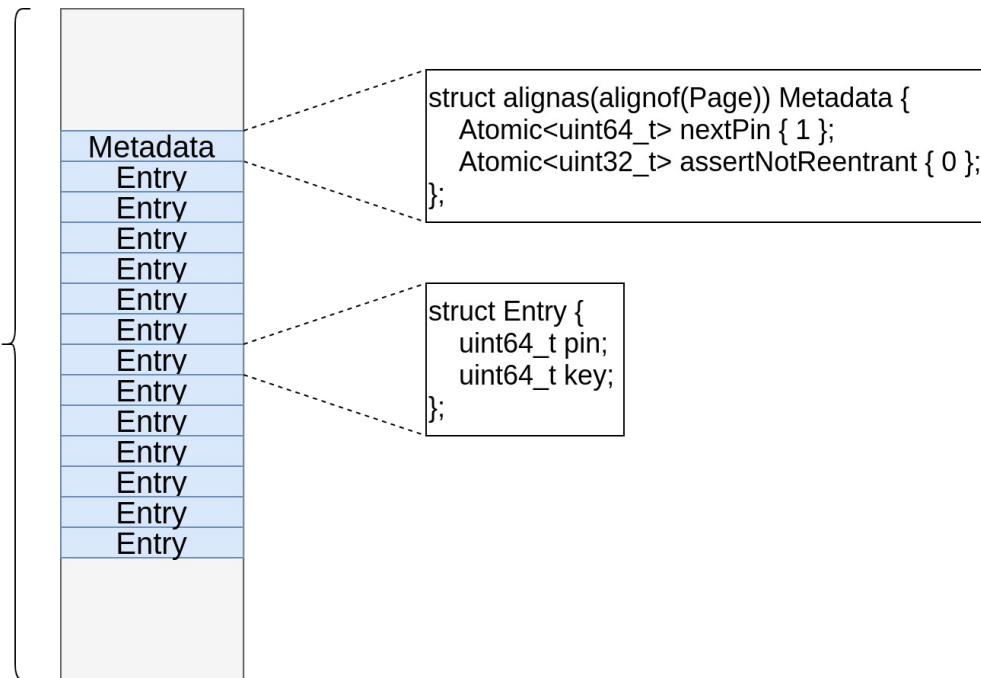 Metadata
Entry
Entry
Entry
Entry
Entry
Entry
Entry
Entry
Entry
Entry
Entry
Entry
Entry
struct alignas(alignof(Page)) Metadata {
    Atomic<uint64_t> nextPin { 1 };
    Atomic<uint32_t> assertNotReentrant { 0 };
};
struct Entry {
    uint64_t pin;
    uint64_t key;
};